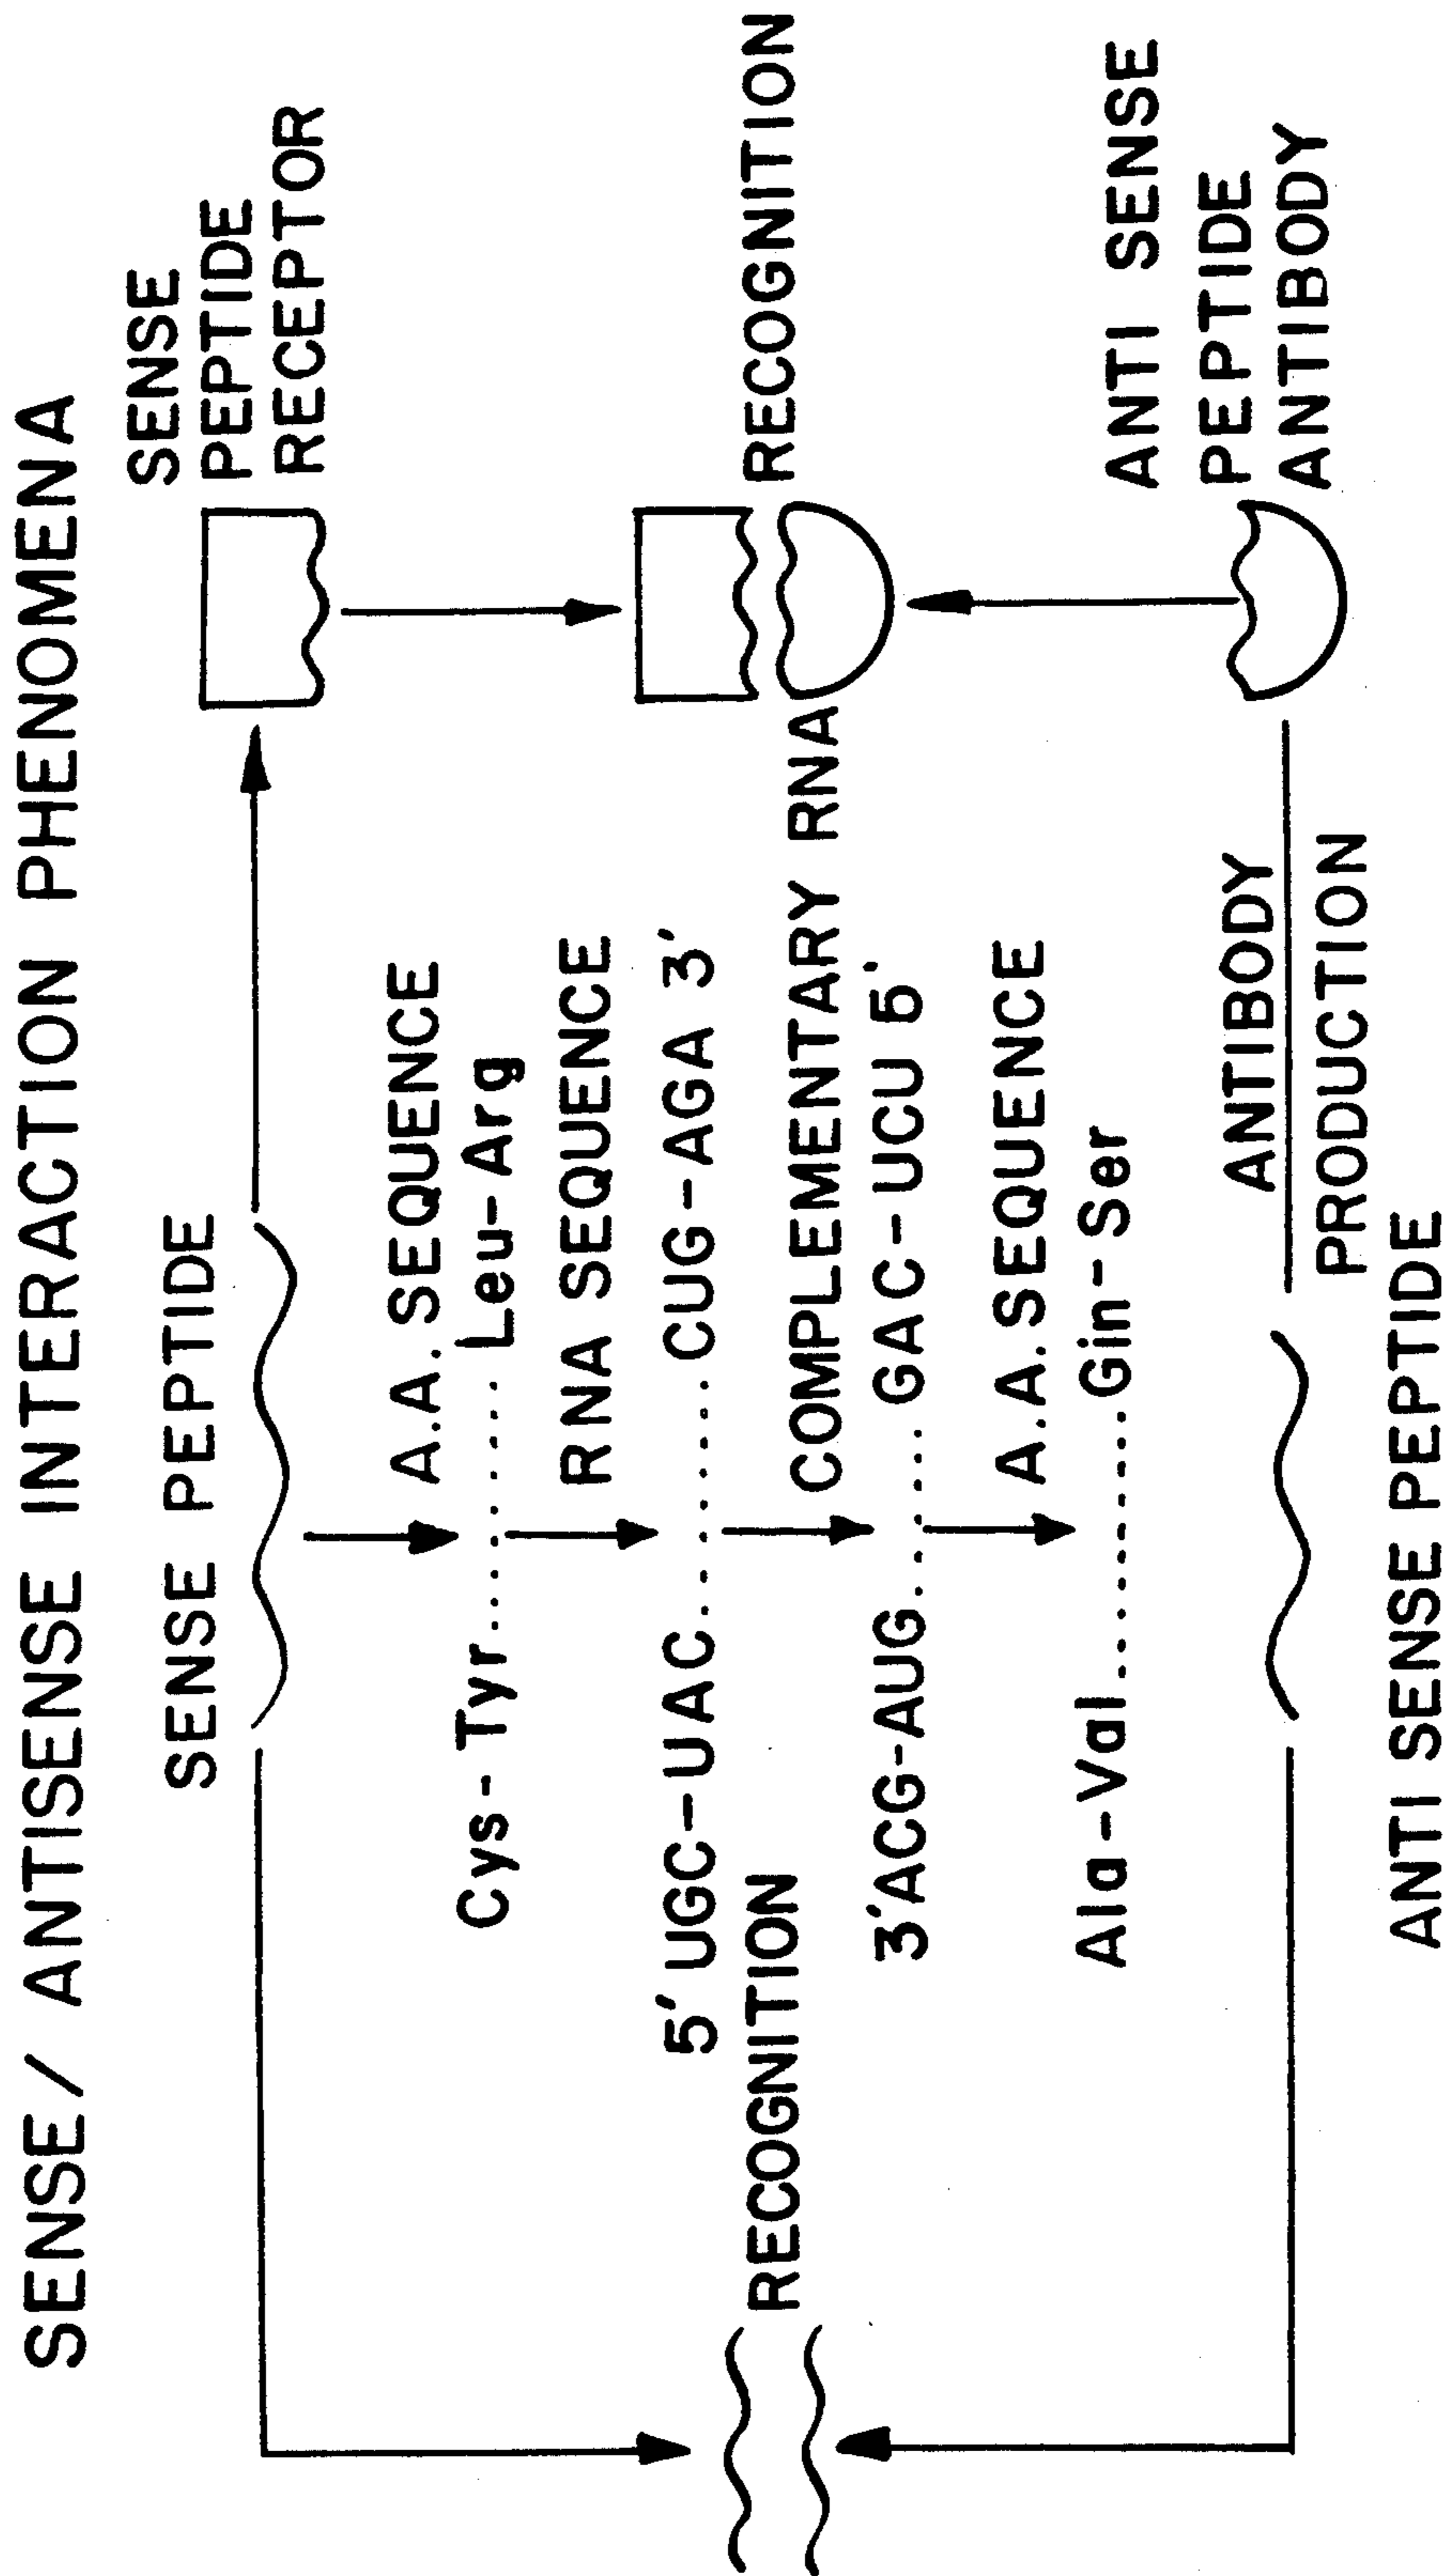 SENSE / ANTISENSE INTERACTION PHENOMENA
SENSE PEPTIDE
SENSE
PEPTIDE
RECEPTOR
A.A. SEQUENCE
Cys-Tyr........Leu-Arg
RNA SEQUENCE
5' UGC-UAC........CUG-AGA 3'
RECOGNITION
COMPLEMENTARY RNA
RECOGNITION
3'ACG-AUG........GAC-UCU 5'
A.A. SEQUENCE
Ala-Val..........Gin-Ser
ANTI SENSE
PEPTIDE
ANTIBODY
ANTIBODY
PRODUCTION
ANTI SENSE PEPTIDE